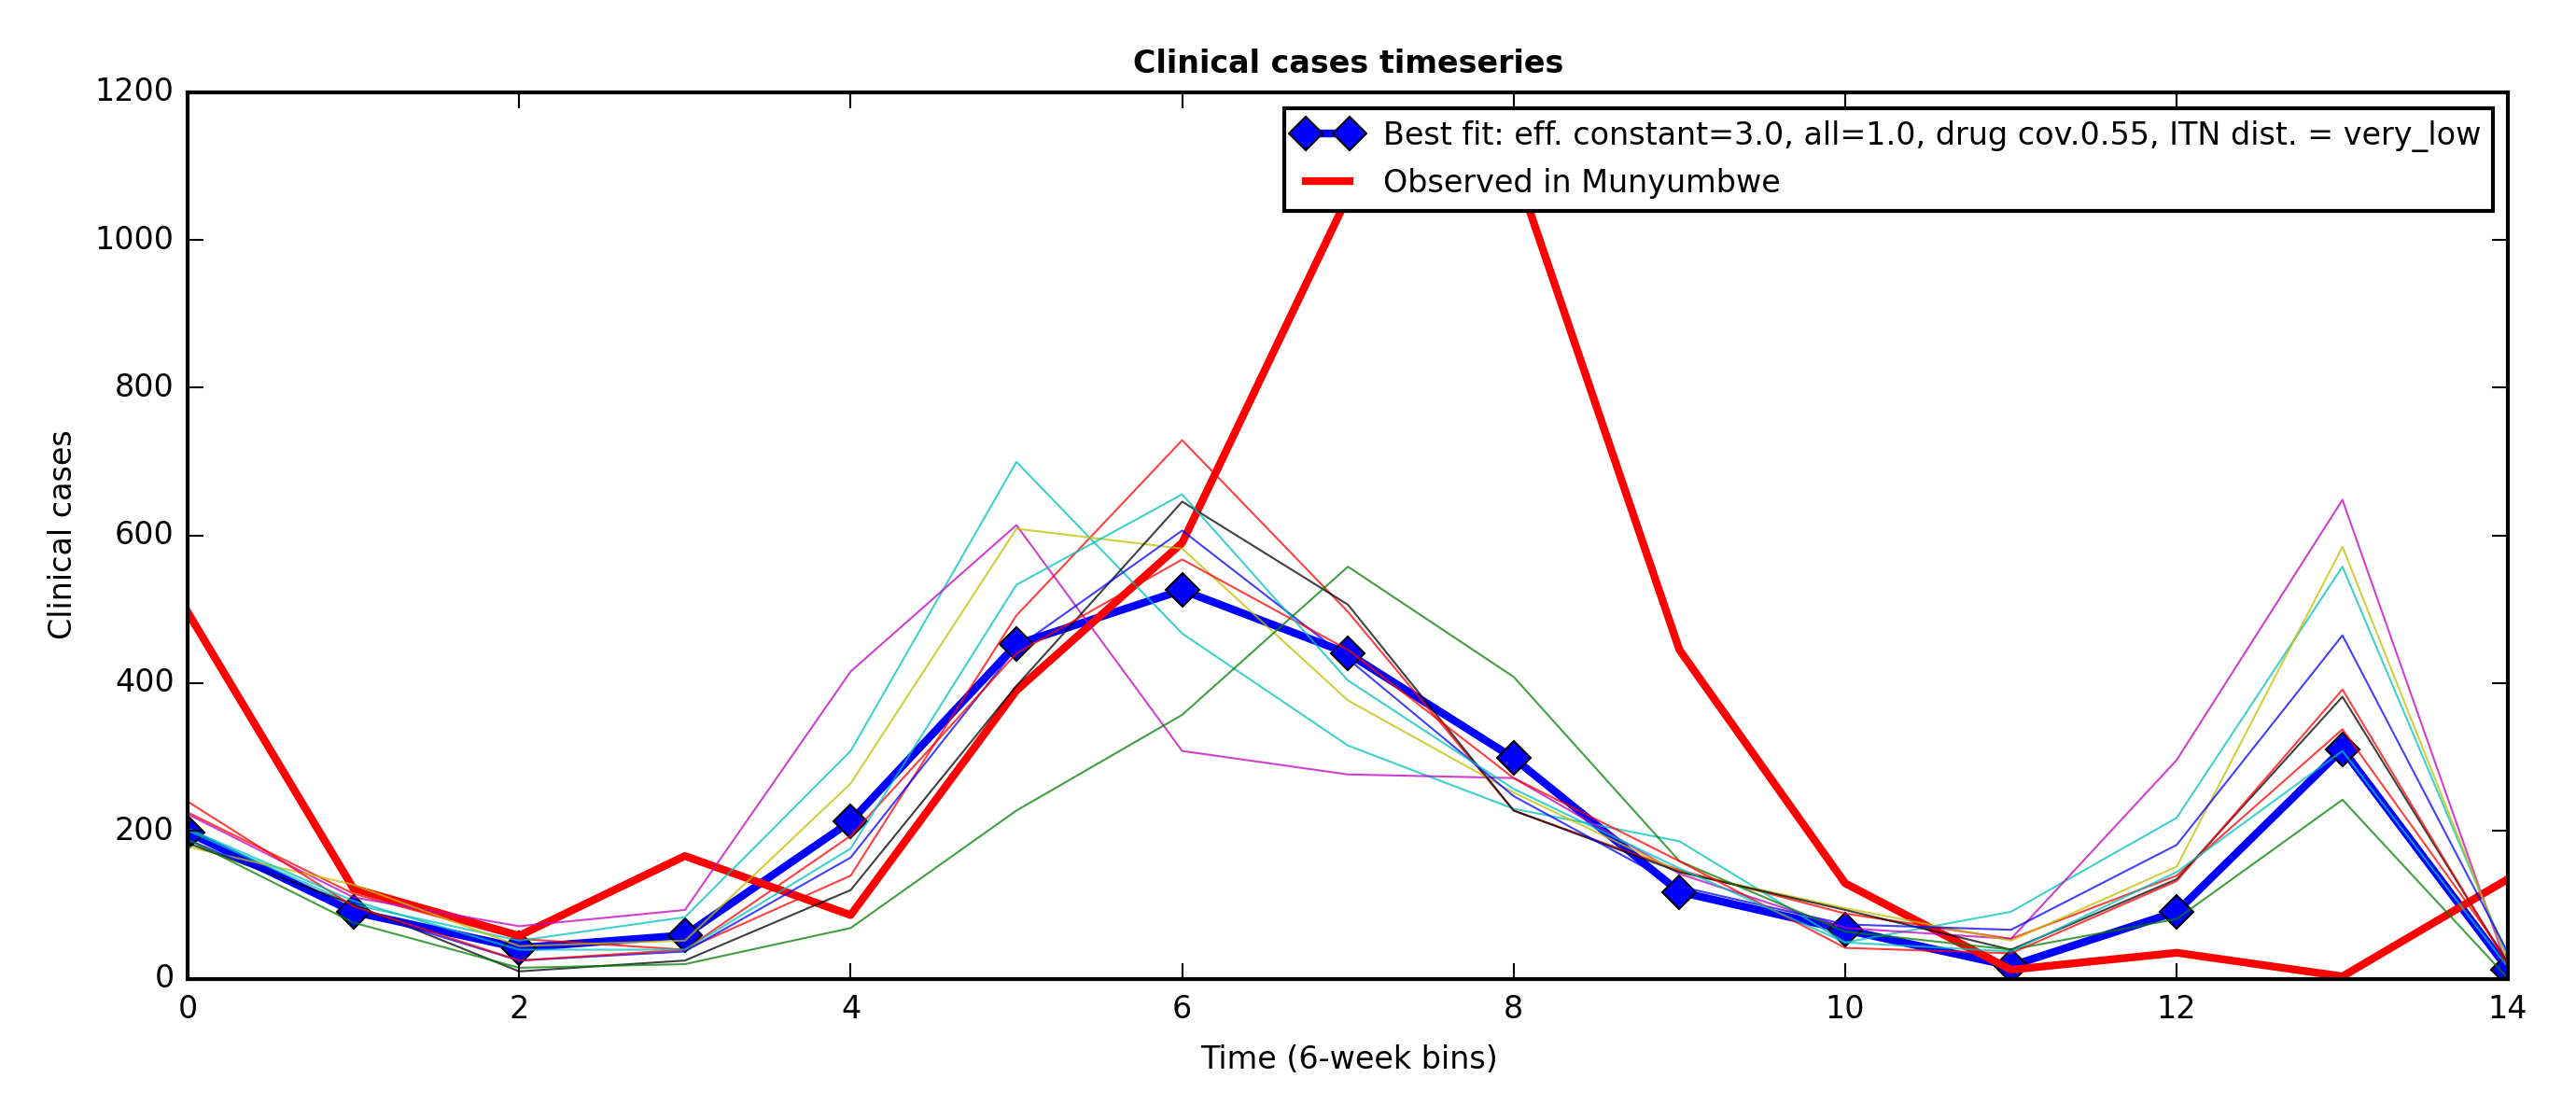 Clinical cases timeseries
1200
1000
800
600
400
200
0
Clinical cases
Best fit: eff. constant=3.0, all=1.0, drug cov.0.55, ITN dist. = very_low
Observed in Munyumbwe
0 2 4 6 8 10 12 14
Time (6-week bins)